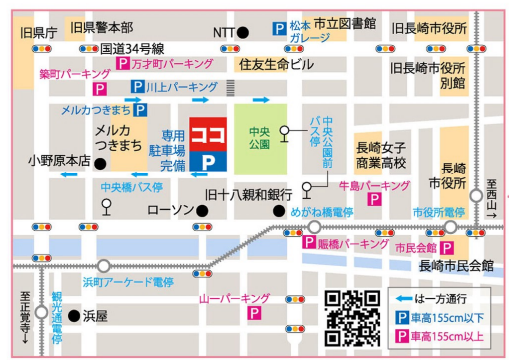 旧県庁
旧県警本部
NTT
P 松本
ガレージ
市立図書館
旧長崎市役所
国道34号線
P 万才町パーキング
住友生命ビル
旧長崎市役所
別館
築町パーキング
P
P 川上パーキング
メルカつきまち P
メルカ
つきまち
専用
駐車場
完備
ココ
P
中央
公園
中央公園前
バス停
長崎女子
商業高校
長崎
市役所
小野原本店
中央橋バス停
旧十八親和銀行
牛島パーキング
P
至西山→
ローソン
めがね橋電停
市役所電停
P 賑橋パーキング
市民会館
P
長崎市民会館
浜町アーケード電停
至正覚寺→
観光通電停
浜屋
山一パーキング
P
←は一方通行
P 車高155cm以下
P 車高155cm以上